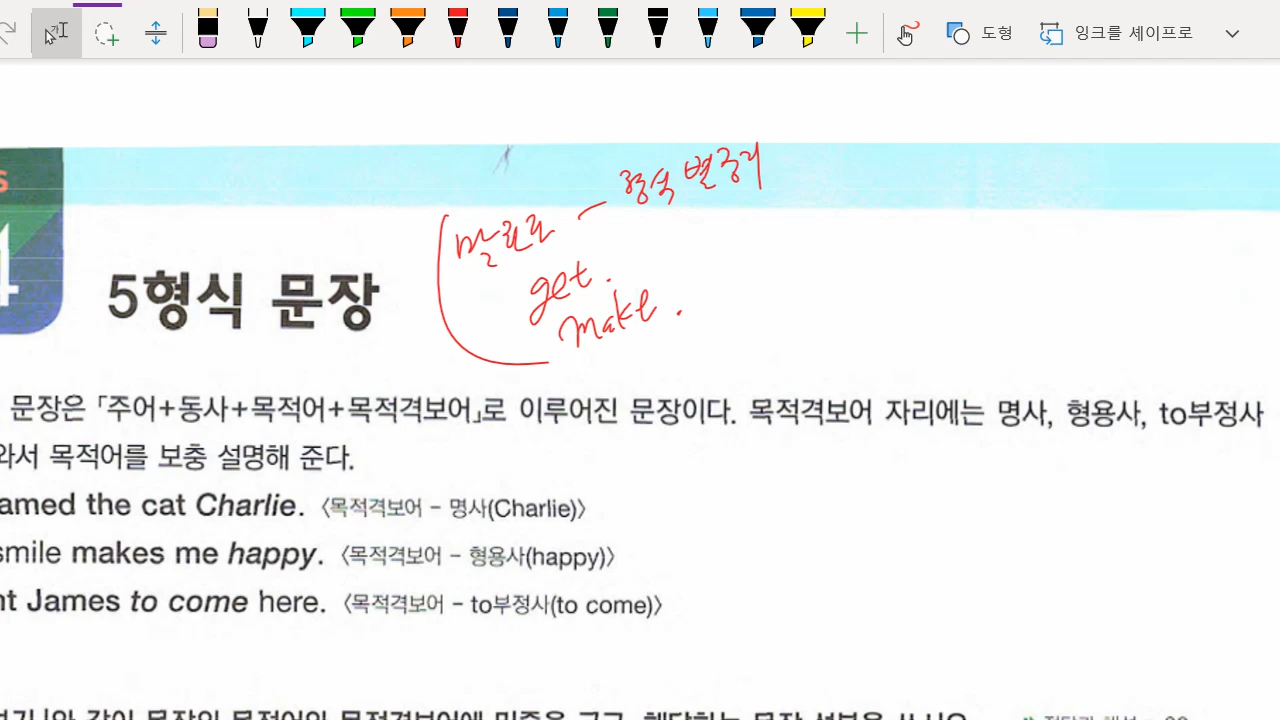 도형
잉크를 셰이프로
형식 별 정리
5형식 문장
get.
make.
문장은 「주어+동사+목적어+목적격보어」로 이루어진 문장이다. 목적격보어 자리에는 명사, 형용사, to부정사
와서 목적어를 보충 설명해 준다.
amed the cat Charlie. 〈목적격보어 – 명사(Charlie)〉
smile makes me happy. 〈목적격보어 – 형용사(happy)〉
nt James to come here. 〈목적격보어 – to부정사(to come)〉